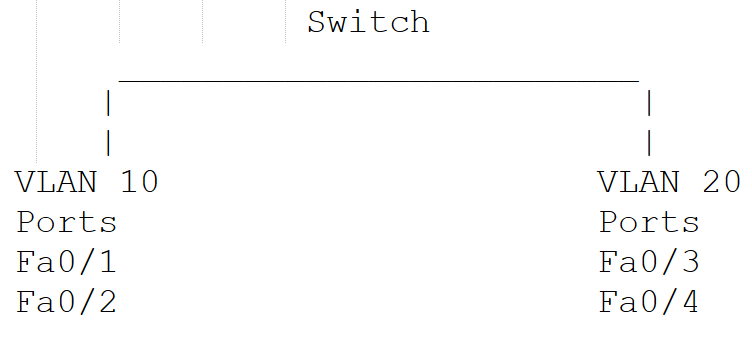 Switch
VLAN 10 VLAN 20
Ports Ports
Fa0/1 Fa0/3
Fa0/2 Fa0/4